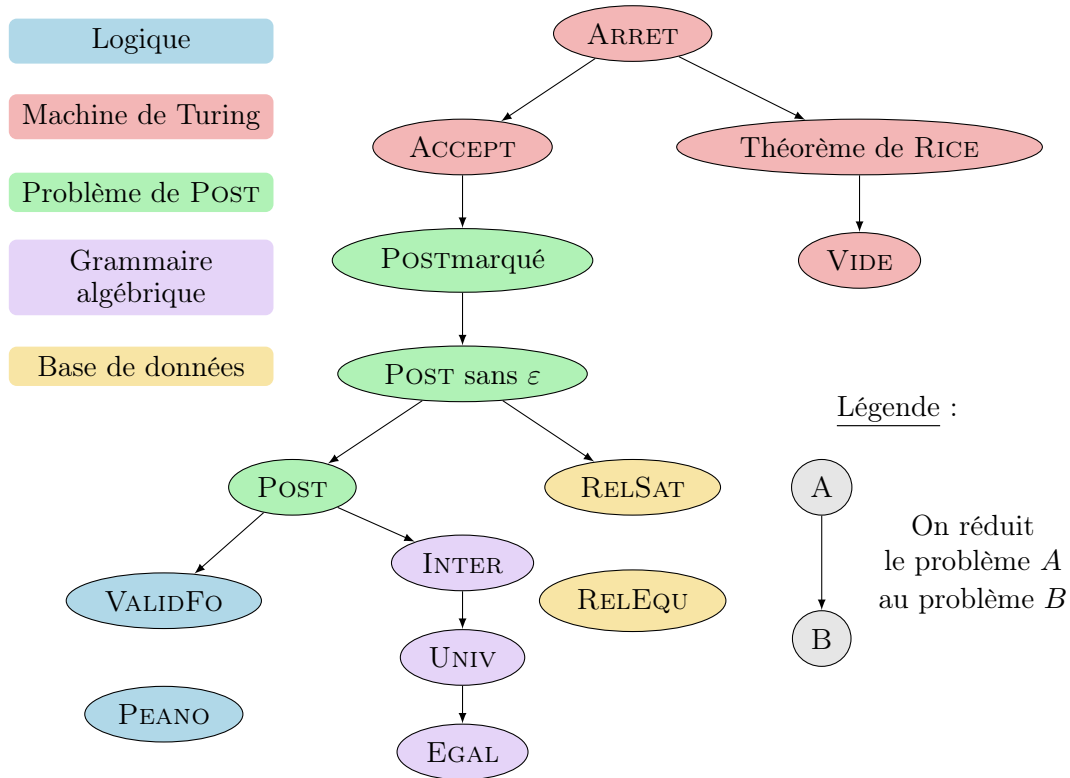 Logique
Machine de Turing
Problème de POST
Grammaire
algébrique
Base de données
ARRET
ACCEPT
Théorème de RICE
POSTmarqué
VIDE
POST sans ε
POST
RELSAT
VALIDFO
INTER
RELEQU
UNIV
PEANO
EGAL
Légende :
A
On réduit
le problème A
au problème B
B